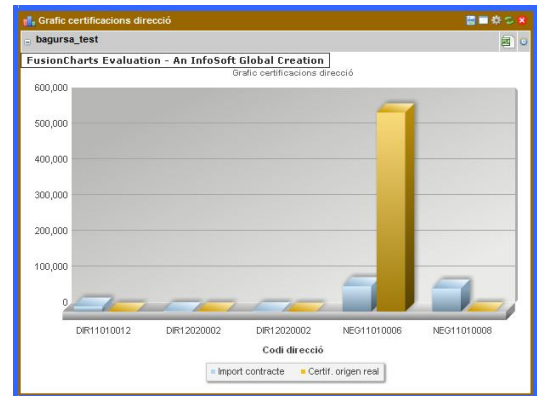 Grafic certificacions direcció
bagursa_test
FusionCharts Evaluation - An InfoSoft Global Creation
Grafic certificacions direcció
600,000
500,000
400,000
300,000
200,000
100,000
0
DIR11010012 DIR12020002 DIR12020002 NEG11010006 NEG11010008
Codi direcció
Import contracte Certif. origen real